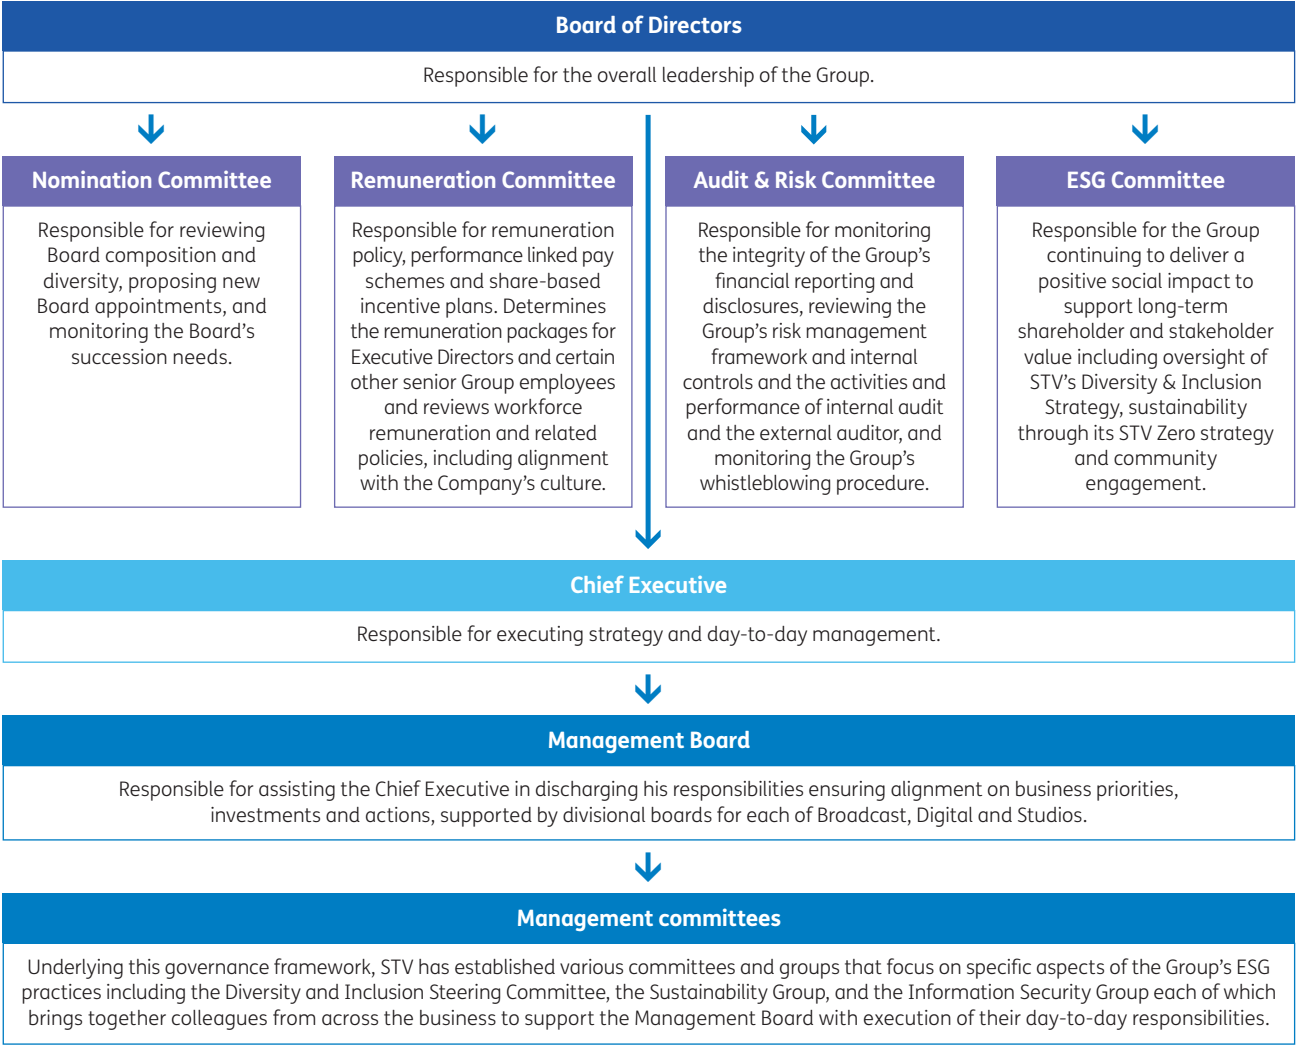 Board of Directors
Responsible for the overall leadership of the Group.
Nomination Committee
Responsible for reviewing
Board composition and
diversity, proposing new
Board appointments, and
monitoring the Board’s
succession needs.
Remuneration Committee
Responsible for remuneration
policy, performance linked pay
schemes and share-based
incentive plans. Determines
the remuneration packages for
Executive Directors and certain
other senior Group employees
and reviews workforce
remuneration and related
policies, including alignment
with the Company’s culture.
Audit & Risk Committee
Responsible for monitoring
the integrity of the Group’s
financial reporting and
disclosures, reviewing the
Group’s risk management
framework and internal
controls and the activities and
performance of internal audit
and the external auditor, and
monitoring the Group’s
whistleblowing procedure.
ESG Committee
Responsible for the Group
continuing to deliver a
positive social impact to
support long-term
shareholder and stakeholder
value including oversight of
STV’s Diversity & Inclusion
Strategy, sustainability
through its STV Zero strategy
and community
engagement.
Chief Executive
Responsible for executing strategy and day-to-day management.
Management Board
Responsible for assisting the Chief Executive in discharging his responsibilities ensuring alignment on business priorities,
investments and actions, supported by divisional boards for each of Broadcast, Digital and Studios.
Management committees
Underlying this governance framework, STV has established various committees and groups that focus on specific aspects of the Group’s ESG
practices including the Diversity and Inclusion Steering Committee, the Sustainability Group, and the Information Security Group each of which
brings together colleagues from across the business to support the Management Board with execution of their day-to-day responsibilities.